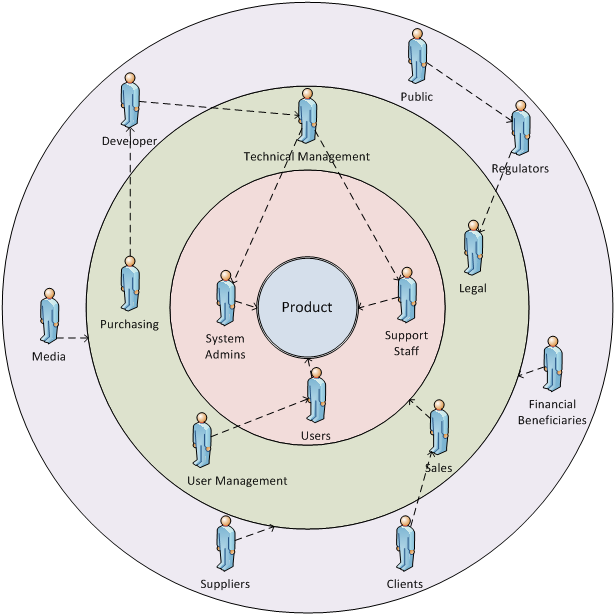 Public
Developer
Technical Management
Regulators
Legal
Purchasing
Product
System
Admins
Support
Staff
Media
Financial
Beneficiaries
Users
Sales
User Management
Suppliers
Clients